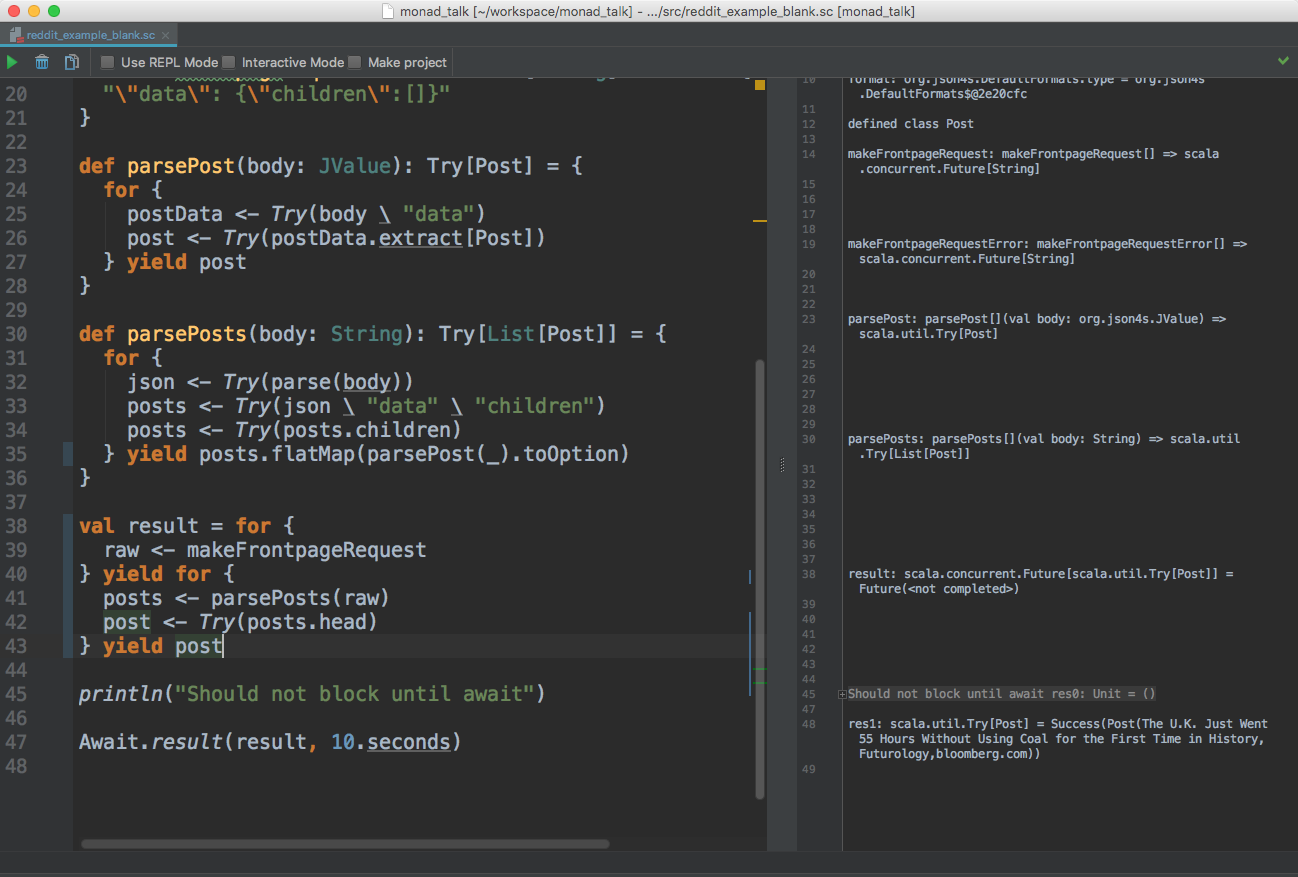 monad_talk [~/workspace/monad_talk] - .../src/reddit_example_blank.sc [monad_talk]
reddit_example_blank.sc
Use REPL Mode Interactive Mode Make project
20 "\"data\": {\"children\":[]}"
21 }
22
23 def parsePost(body: JValue): Try[Post] = {
24 for {
25 postData <- Try(body \ "data")
26 post <- Try(postData.extract[Post])
27 } yield post
28 }
29
30 def parsePosts(body: String): Try[List[Post]] = {
31 for {
32 json <- Try(parse(body))
33 posts <- Try(json \ "data" \ "children")
34 posts <- Try(posts.children)
35 } yield posts.flatMap(parsePost(_).toOption)
36 }
37
38 val result = for {
39 raw <- makeFrontpageRequest
40 } yield for {
41 posts <- parsePosts(raw)
42 post <- Try(posts.head)
43 } yield post
44
45 println("Should not block until await")
46
47 Await.result(result, 10.seconds)
48
10 format: org.json4s.DefaultFormats.type = org.json4s
.DefaultFormats$@2e20cfc
11
12 defined class Post
13
14 makeFrontpageRequest: makeFrontpageRequest[] => scala
.concurrent.Future[String]
15
16
17
18
19 makeFrontpageRequestError: makeFrontpageRequestError[] =>
scala.concurrent.Future[String]
20
21
22
23 parsePost: parsePost[](val body: org.json4s.JValue) =>
scala.util.Try[Post]
24
25
26
27
28
29
30 parsePosts: parsePosts[](val body: String) => scala.util
.Try[List[Post]]
31
32
33
34
35
36
37
38 result: scala.concurrent.Future[scala.util.Try[Post]] =
Future(<not completed>)
39
40
41
42
43
44
45 Should not block until await res0: Unit = ()
47
48 res1: scala.util.Try[Post] = Success(Post(The U.K. Just Went
55 Hours Without Using Coal for the First Time in History,
Futurology,bloomberg.com))
49